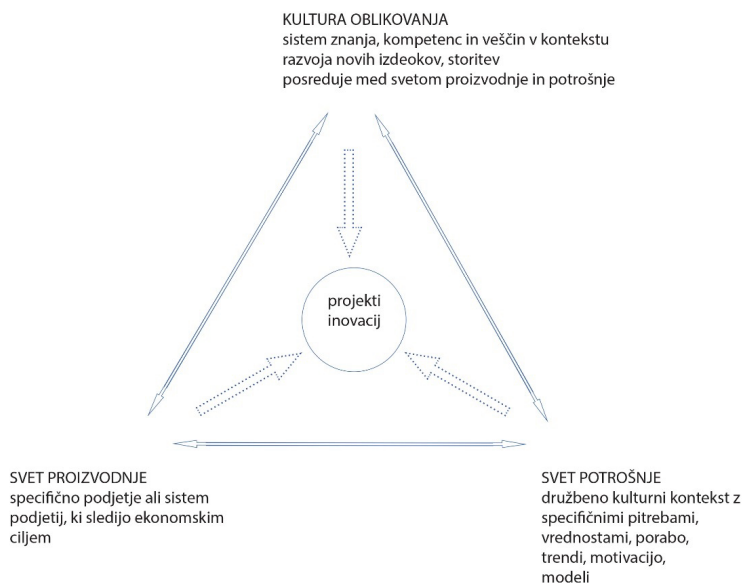 KULTURA OBLIKOVANJA
sistem znanja, kompetenc in veščin v kontekstu
razvoja novih izdeokov, storitev
posreduje med svetom proizvodnje in potrošnje
projekti
inovacij
SVET PROIZVODNJE
specifično podjetje ali sistem
podjetij, ki sledijo ekonomskim
ciljem
SVET POTROŠNJE
družbeno kulturni kontekst z
specifičnimi pitrebami,
vrednostami, porabo,
trendi, motivacijo,
modeli